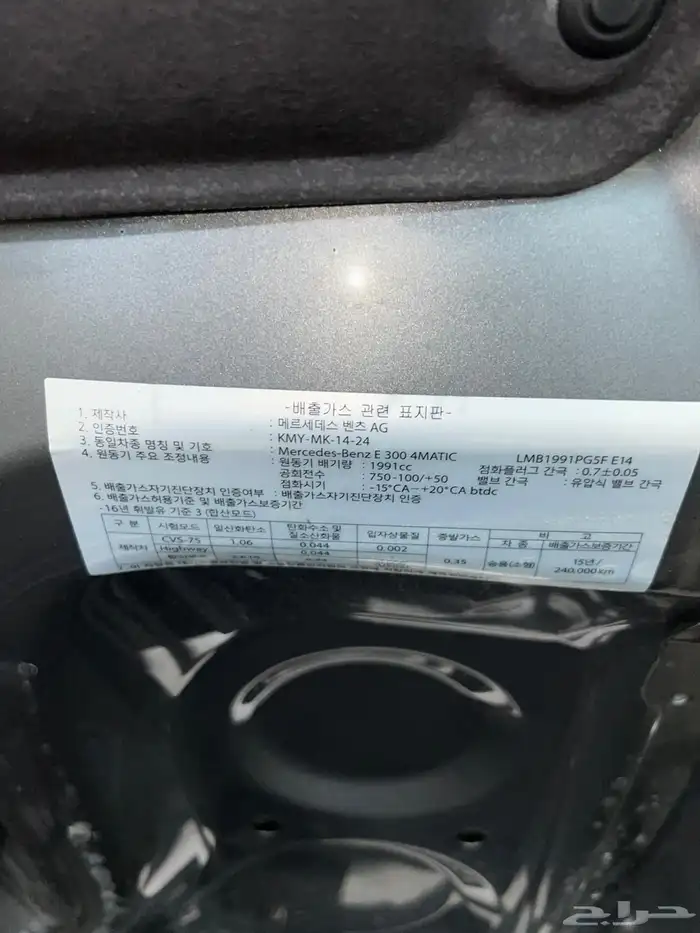 -배출가스 관련 표지판-
1. 제작사 : 메르세데스 벤츠 AG
2. 인증번호 : KMY-MK-14-24
3. 동일차종 명칭 및 기호 : Mercedes-Benz E 300 4MATIC LMB1991PG5F E14
4. 원동기 주요 조정내용 : 원동기 배기량 : 1991cc 점화플러그 간극 : 0.7±0.05
공회전수 : 750-100/+50 밸브 간극 : 유압식 밸브 간극
점화시기 : -15°CA~+20°CA btdc
5. 배출가스자기진단장치 인증여부 : 배출가스자기진단장치 인증
6. 배출가스허용기준 및 배출가스보증기간
-16년 휘발유 기준 3 (합산모드)
구 분 시험모드 일산화탄소 탄화수소 및 질소산화물 입자상물질 증발가스 비 고
차 종 배출가스보증기간
제작차 CVS-75 1.06 0.044 0.002 0.35 승용(소형) 15년/ 240,000km
Highway 0.044
حراج